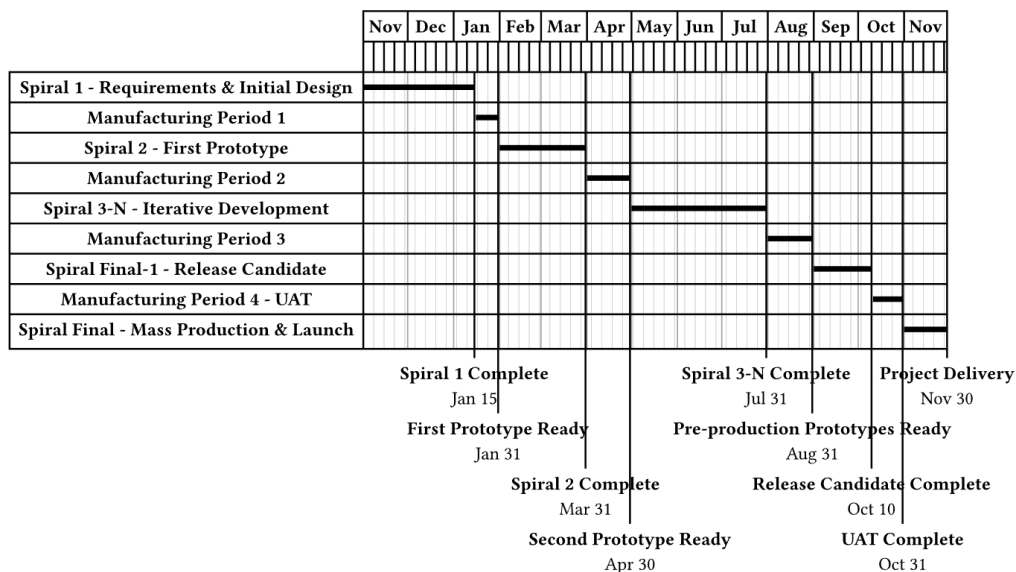 Nov Dec Jan Feb Mar Apr May Jun Jul Aug Sep Oct Nov
Spiral 1 - Requirements & Initial Design
Manufacturing Period 1
Spiral 2 - First Prototype
Manufacturing Period 2
Spiral 3-N - Iterative Development
Manufacturing Period 3
Spiral Final-1 - Release Candidate
Manufacturing Period 4 - UAT
Spiral Final - Mass Production & Launch
Spiral 1 Complete Spiral 3-N Complete Project Delivery
Jan 15 Jul 31 Nov 30
First Prototype Ready Pre-production Prototypes Ready
Jan 31 Aug 31
Spiral 2 Complete Release Candidate Complete
Mar 31 Oct 10
Second Prototype Ready UAT Complete
Apr 30 Oct 31